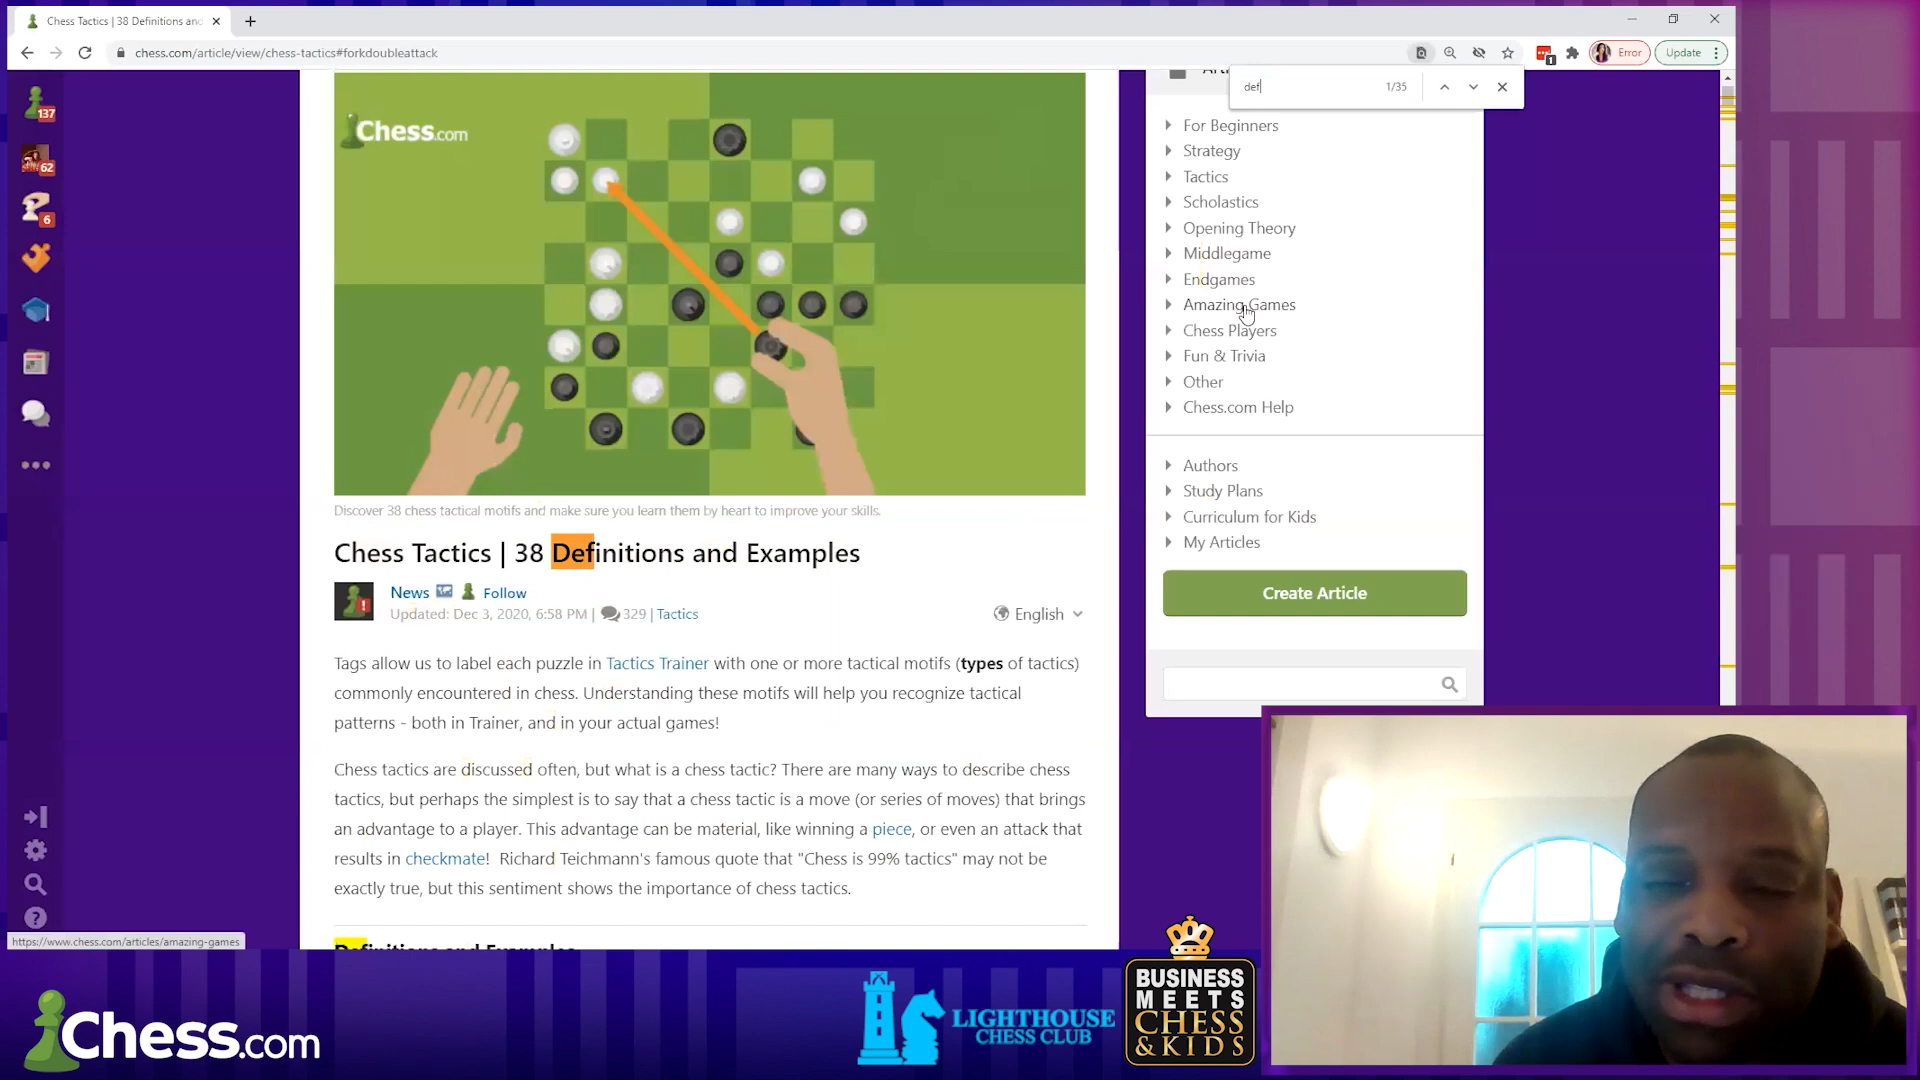 Chess Tactics | 38 Definitions and
chess.com/article/view/chess-tactics#forkdoubleattack
1
Error
Update
def
1/35
137
62
6
Chess.com
For Beginners
Strategy
Tactics
Scholastics
Opening Theory
Middlegame
Endgames
Amazing Games
Chess Players
Fun & Trivia
Other
Chess.com Help
Authors
Study Plans
Curriculum for Kids
My Articles
Create Article
Discover 38 chess tactical motifs and make sure you learn them by heart to improve your skills.
Chess Tactics | 38 Definitions and Examples
News Follow
Updated: Dec 3, 2020, 6:58 PM | 329 | Tactics
English
Tags allow us to label each puzzle in Tactics Trainer with one or more tactical motifs (types of tactics)
commonly encountered in chess. Understanding these motifs will help you recognize tactical
patterns - both in Trainer, and in your actual games!
Chess tactics are discussed often, but what is a chess tactic? There are many ways to describe chess
tactics, but perhaps the simplest is to say that a chess tactic is a move (or series of moves) that brings
an advantage to a player. This advantage can be material, like winning a piece, or even an attack that
results in checkmate! Richard Teichmann's famous quote that "Chess is 99% tactics" may not be
exactly true, but this sentiment shows the importance of chess tactics.
Definitions and Examples
https://www.chess.com/articles/amazing-games
Chess.com
LIGHTHOUSE
CHESS CLUB
BUSINESS
MEETS
CHESS
& KIDS